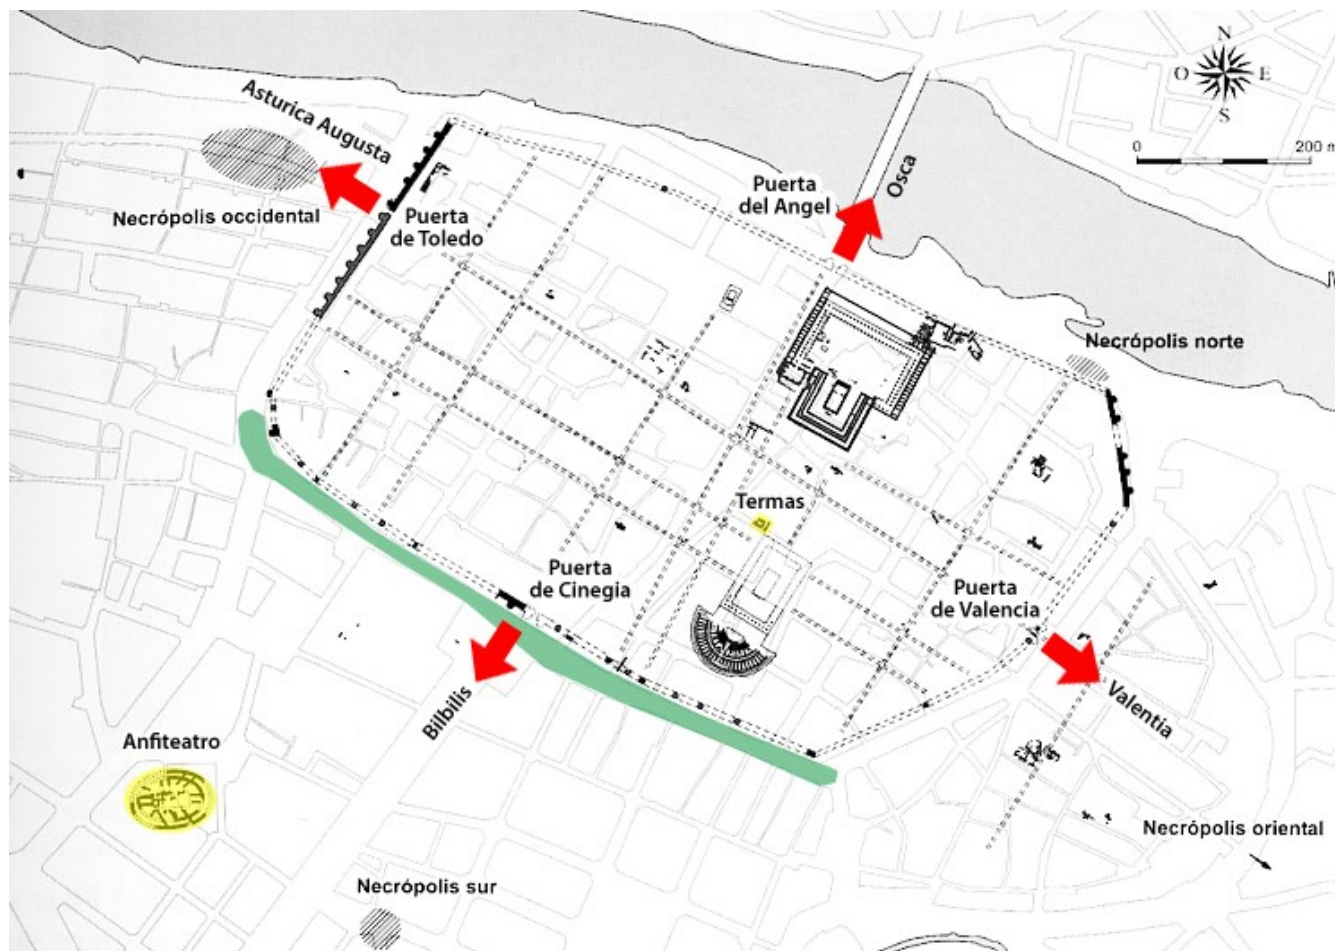 N
O E
S
0 200 m
Asturica Augusta
Necrópolis occidental
Puerta
de Toledo
Puerta
del Angel
Osca
Necrópolis norte
Termas
Puerta
de Cinegia
Puerta
de Valencia
Valentia
Bilbilis
Anfiteatro
Necrópolis oriental
Necrópolis sur